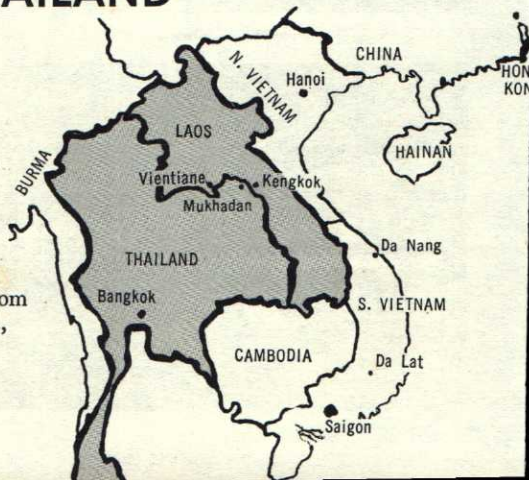 AILAND
CHINA
HON
KON
N. VIETNAM
Hanoi
LAOS
HAINAN
BURMA
Vientiane
Kengkok
Mukhadan
Da Nang
THAILAND
om
,
Bangkok
S. VIETNAM
CAMBODIA
Da Lat
Saigon